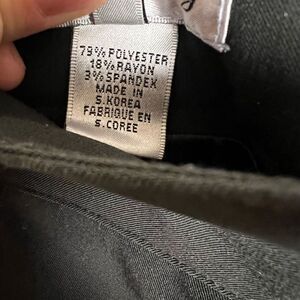 79% POLYESTER
18% RAYON
3% SPANDEX
MADE IN
S.KOREA
FABRIQUE EN
S.COREE